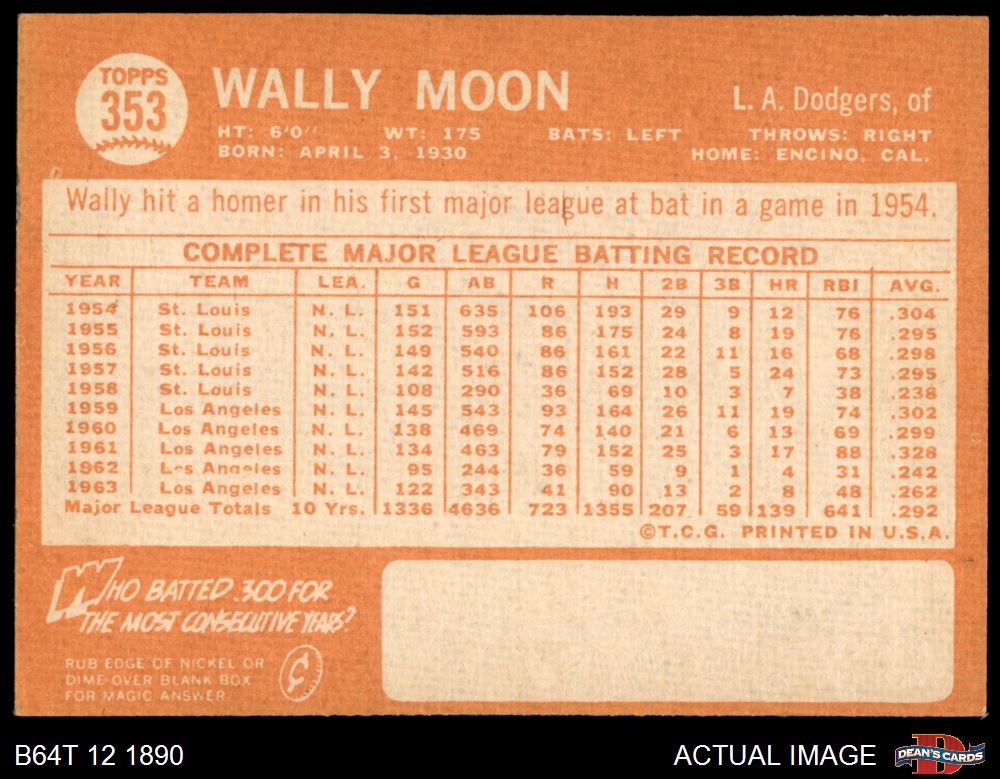 TOPPS
353
WALLY MOON
L. A. Dodgers, of
HT: 6'0" WT: 175 BATS: LEFT THROWS: RIGHT
BORN: APRIL 3, 1930 HOME: ENCINO, CAL.
Wally hit a homer in his first major league at bat in a game in 1954.
COMPLETE MAJOR LEAGUE BATTING RECORD
YEAR TEAM LEA. G AB R H 2B 3B HR RBI AVG.
1954 St. Louis N. L. 151 635 106 193 29 9 12 76 .304
1955 St. Louis N. L. 152 593 86 175 24 8 19 76 .295
1956 St. Louis N. L. 149 540 86 161 22 11 16 68 .298
1957 St. Louis N. L. 142 516 86 152 28 5 24 73 .295
1958 St. Louis N. L. 108 290 36 69 10 3 7 38 .238
1959 Los Angeles N. L. 145 543 93 164 26 11 19 74 .302
1960 Los Angeles N. L. 138 469 74 140 21 6 13 69 .299
1961 Los Angeles N. L. 134 463 79 152 25 3 17 88 .328
1962 Los Angeles N. L. 95 244 36 59 9 1 4 31 .242
1963 Los Angeles N. L. 122 343 41 90 13 2 8 48 .262
Major League Totals 10 Yrs. 1336 4636 723 1355 207 59 139 641 .292
©T.C.G. PRINTED IN U.S.A.
WHO BATTED .300 FOR
THE MOST CONSECUTIVE YEARS?
RUB EDGE OF NICKEL OR
DIME OVER BLANK BOX
FOR MAGIC ANSWER
¢
B64T 12 1890
ACTUAL IMAGE
D
DEAN'S CARDS